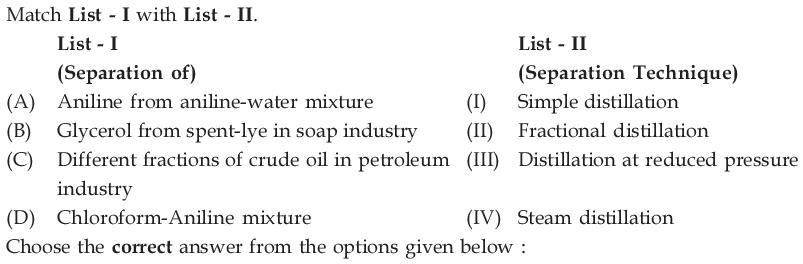 Match List - I with List - II.
List - I List - II
(Separation of) (Separation Technique)
(A) Aniline from aniline-water mixture (I) Simple distillation
(B) Glycerol from spent-lye in soap industry (II) Fractional distillation
(C) Different fractions of crude oil in petroleum (III) Distillation at reduced pressure
industry
(D) Chloroform-Aniline mixture (IV) Steam distillation
Choose the correct answer from the options given below :